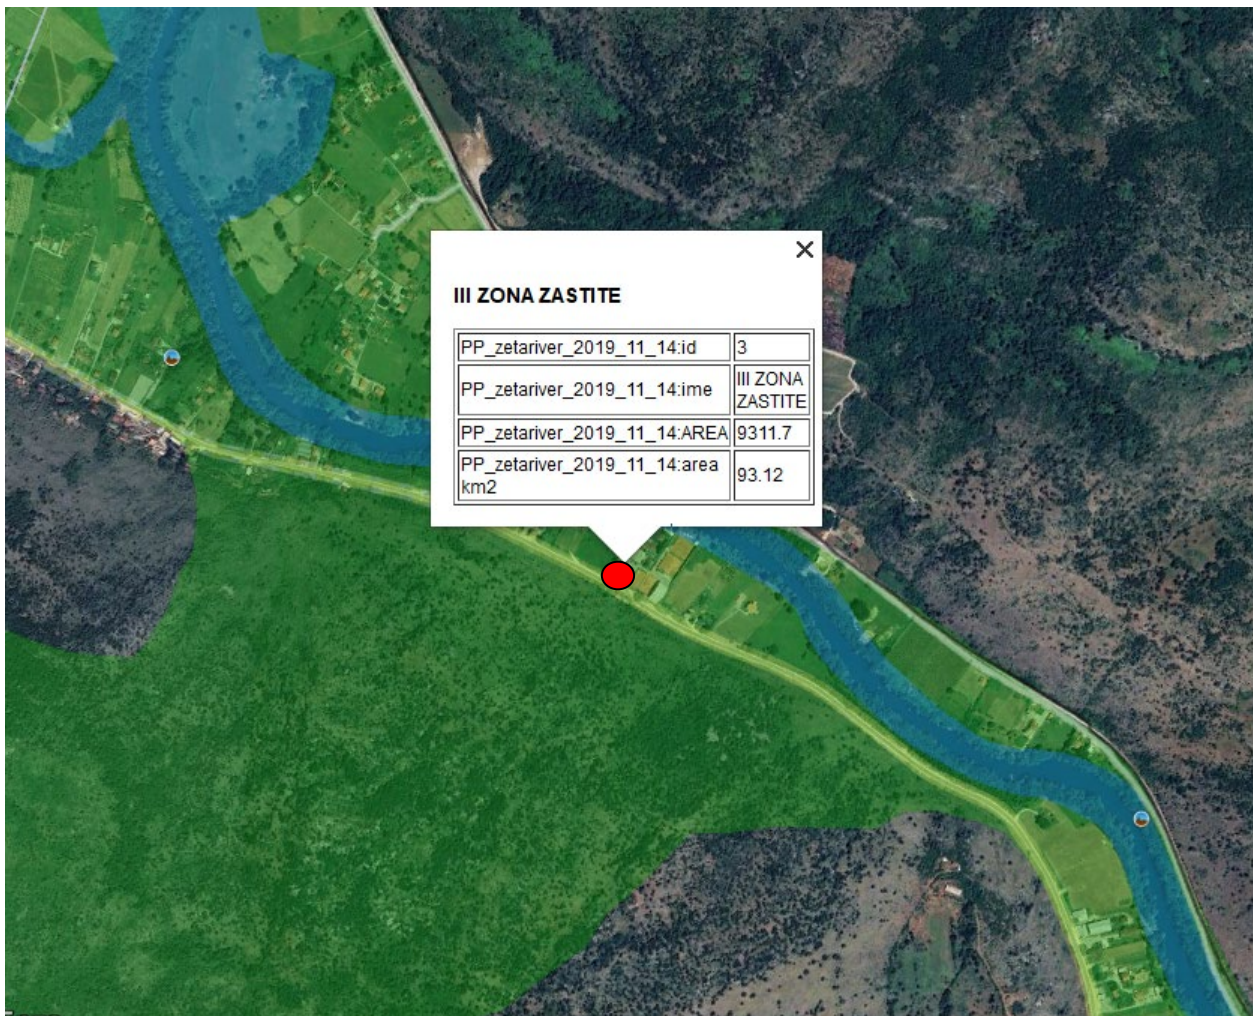 III ZONA ZASTITE
PP_zetariver_2019_11_14:id 3
PP_zetariver_2019_11_14:ime III ZONA
ZASTITE
PP_zetariver_2019_11_14:AREA 9311.7
PP_zetariver_2019_11_14:area
km2 93.12